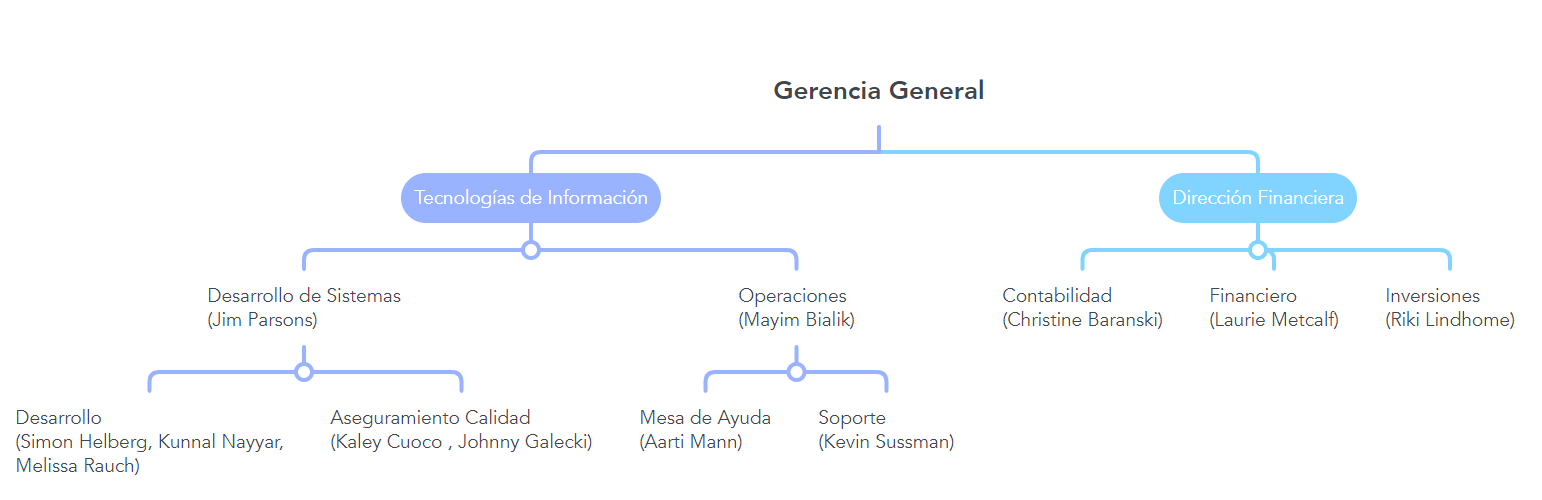 Gerencia General
Tecnologías de Información
Dirección Financiera
Desarrollo de Sistemas
(Jim Parsons)
Operaciones
(Mayim Bialik)
Contabilidad
(Christine Baranski)
Financiero
(Laurie Metcalf)
Inversiones
(Riki Lindhome)
Desarrollo
(Simon Helberg, Kunnal Nayyar,
Melissa Rauch)
Aseguramiento Calidad
(Kaley Cuoco , Johnny Galecki)
Mesa de Ayuda
(Aarti Mann)
Soporte
(Kevin Sussman)